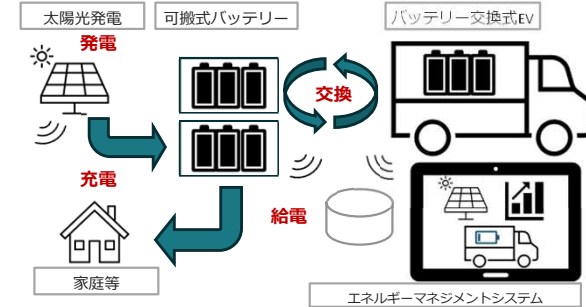 太陽光発電
可搬式バッテリー
バッテリー交換式EV
発電
交換
充電
給電
家庭等
エネルギーマネジメントシステム